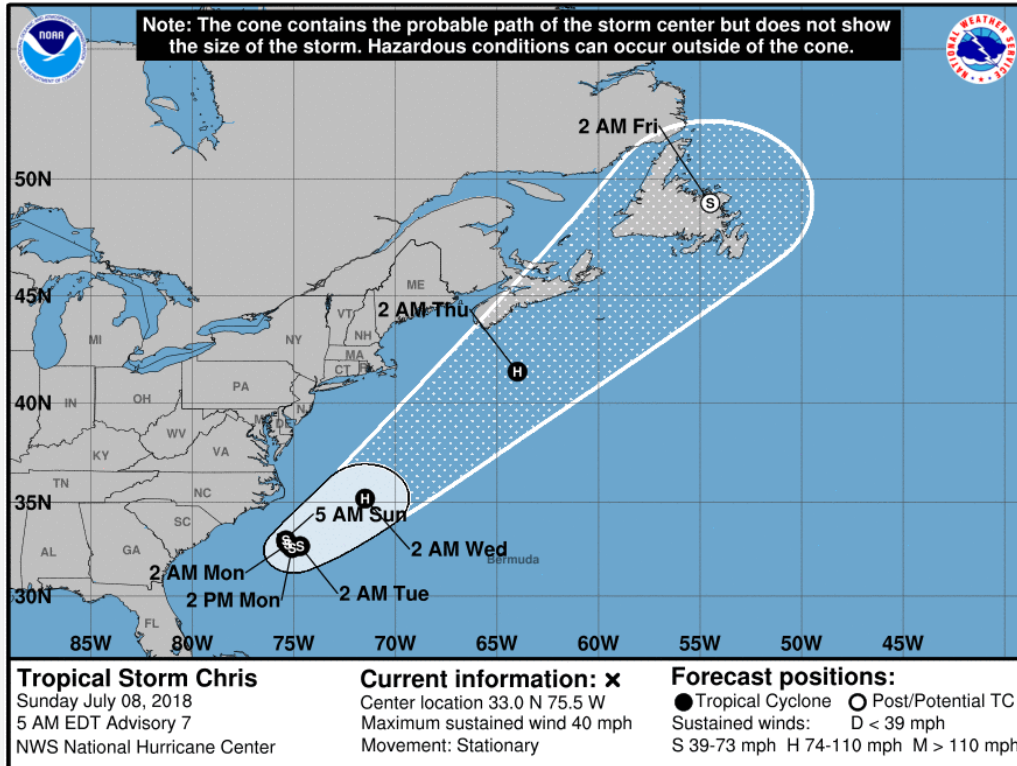 Note: The cone contains the probable path of the storm center but does not show
the size of the storm. Hazardous conditions can occur outside of the cone.
NOAA
NATIONAL WEATHER SERVICE
2 AM Fri
S
50N
ME
45N
2 AM Thu
VT
NH
MI
NY
MA
CT
H
PA
40N
IN
OH
DE
WV
KY
VA
H
35N
TN
NC
5 AM Sun
SC
S
AL
GA
2 AM Wed
Bermuda
2 AM Mon
30N
2 PM Mon
2 AM Tue
FL
85W 80W 75W 70W 65W 60W 55W 50W 45W
Tropical Storm Chris
Sunday July 08, 2018
5 AM EDT Advisory 7
NWS National Hurricane Center
Current information: ×
Center location 33.0 N 75.5 W
Maximum sustained wind 40 mph
Movement: Stationary
Forecast positions:
Tropical Cyclone Post/Potential TC
Sustained winds: D < 39 mph
S 39-73 mph H 74-110 mph M > 110 mph